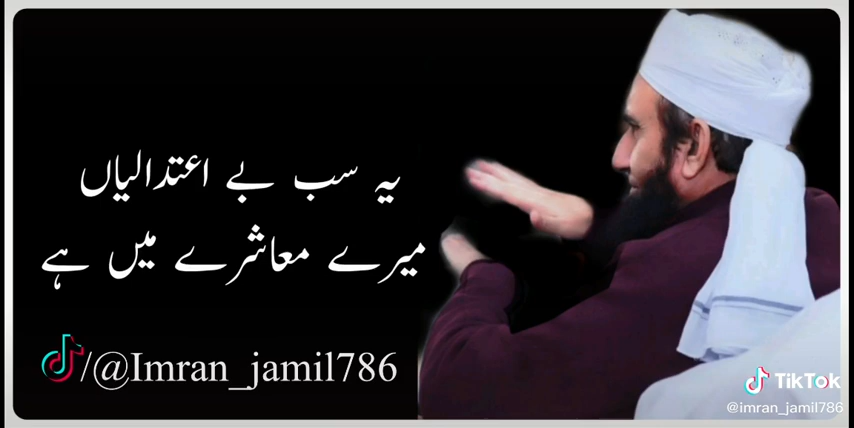 یہ سب بے اعتدالیاں
میرے معاشرے میں ہے
/@Imran_jamil786
TikTok
@imran_jamil786